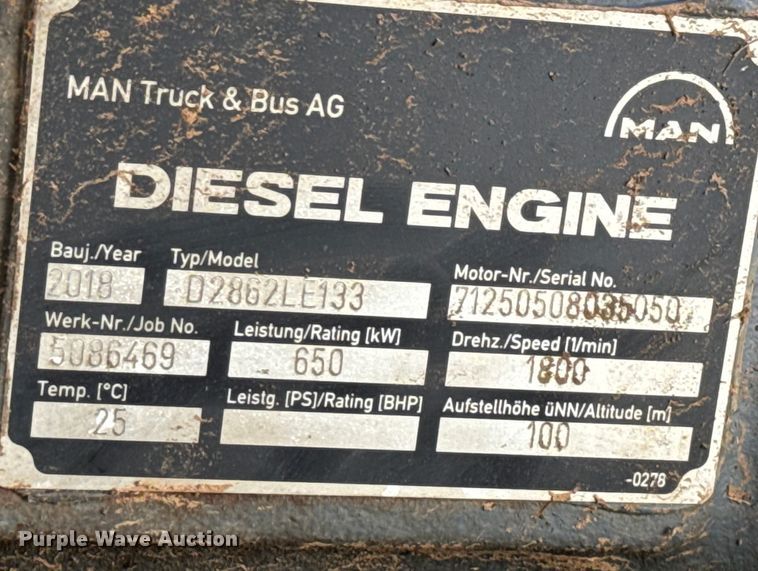 MAN Truck & Bus AG
MAN
DIESEL ENGINE
Bauj./Year Typ/Model Motor-Nr./Serial No.
2018 D2862LE133 71250508035050
Werk-Nr./Job No. Leistung/Rating [kW] Drehz./Speed [1/min]
5086469 650 1800
Temp. [°C] Leistg. [PS]/Rating [BHP] Aufstellhöhe üNN/Altitude [m]
25 100
-0278
Purple Wave Auction